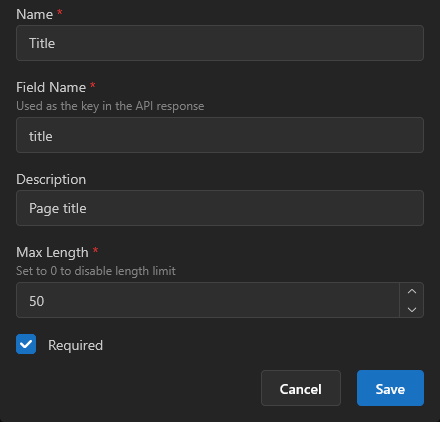 Name *
Title
Field Name *
Used as the key in the API response
title
Description
Page title
Max Length *
Set to 0 to disable length limit
50
Required
Cancel Save